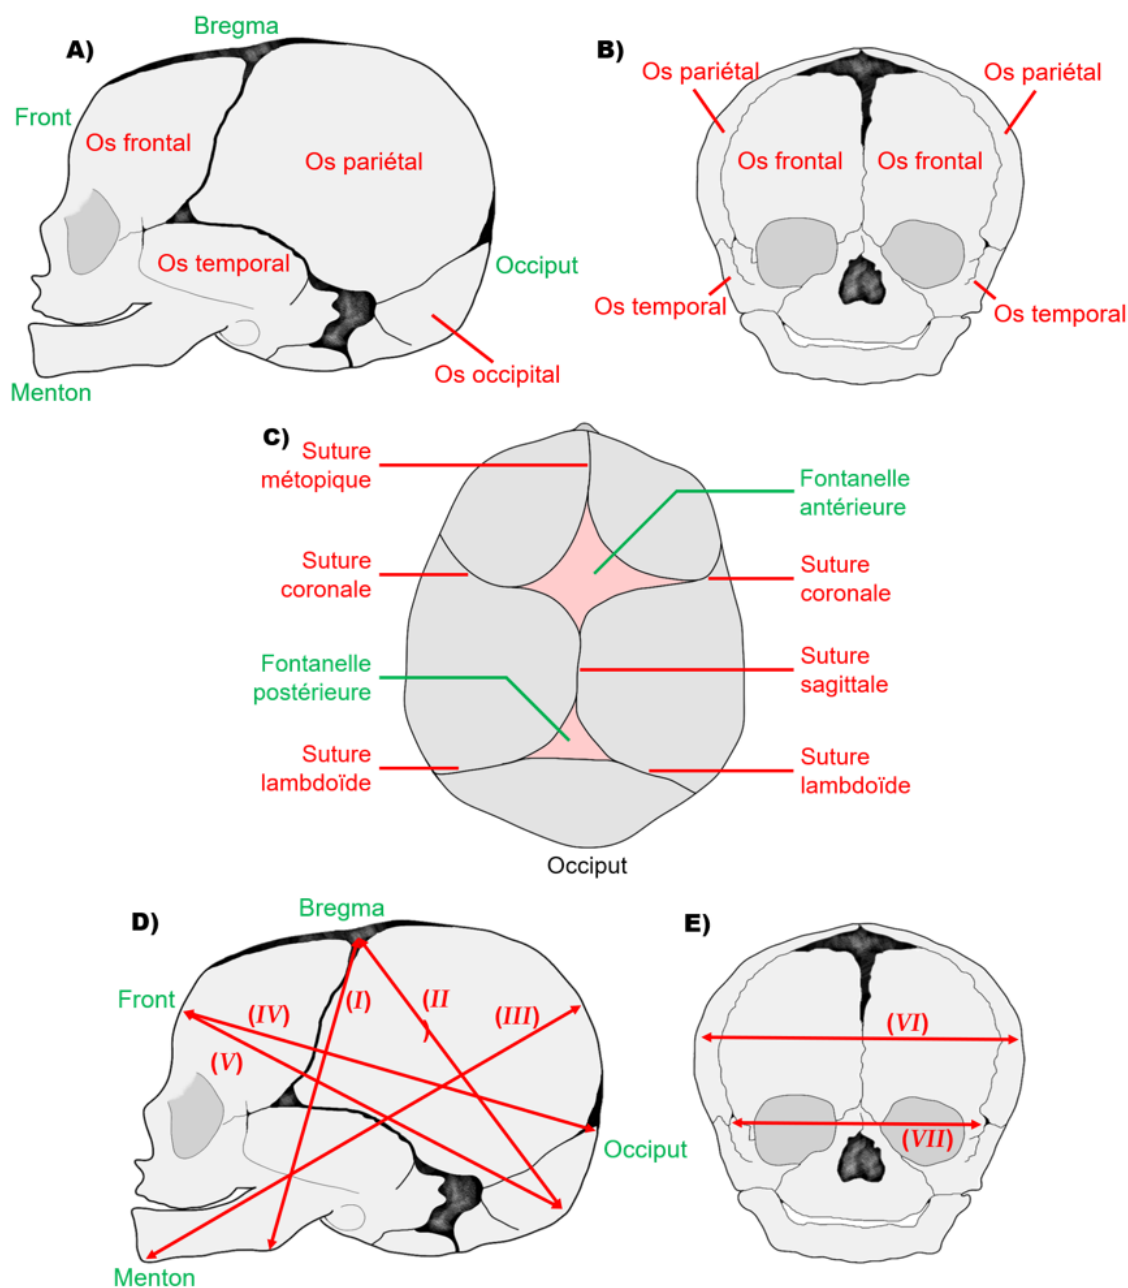 Bregma
A)
B)
Os pariétal
Os pariétal
Front
Os frontal
Os pariétal
Os frontal
Os frontal
Os temporal
Occiput
Os temporal
Os temporal
Os occipital
Menton
C)
Suture
métopique
Fontanelle
antérieure
Suture
coronale
Suture
coronale
Fontanelle
postérieure
Suture
sagittale
Suture
lambdoïde
Suture
lambdoïde
Occiput
D)
Bregma
E)
Front
(IV)
(I)
(II
)
(III)
(V)
(VI)
(VII)
Occiput
Menton